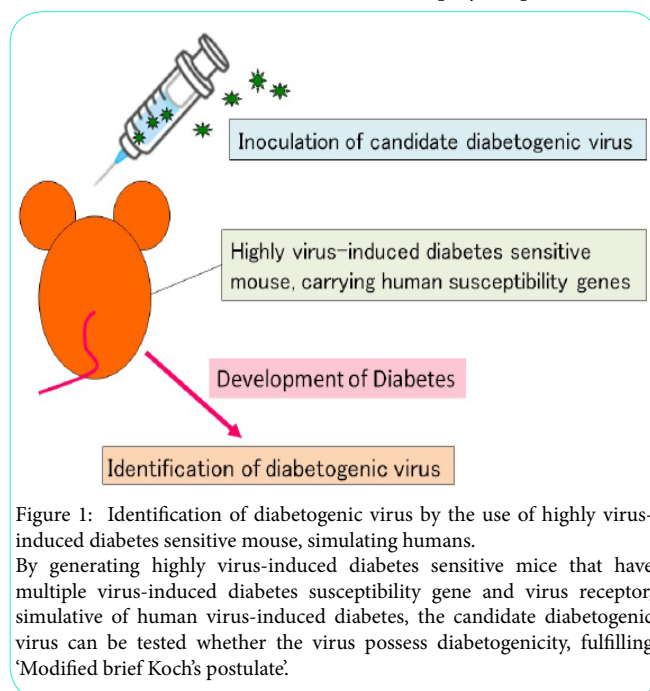 Inoculation of candidate diabetogenic virus
Highly virus-induced diabetes sensitive
mouse, carrying human susceptibility genes
Development of Diabetes
Identification of diabetogenic virus
Figure 1: Identification of diabetogenic virus by the use of highly virus-
induced diabetes sensitive mouse, simulating humans.
By generating highly virus-induced diabetes sensitive mice that have
multiple virus-induced diabetes susceptibility gene and virus receptor
simulative of human virus-induced diabetes, the candidate diabetogenic
virus can be tested whether the virus possess diabetogenicity, fulfilling
‘Modified brief Koch’s postulate’.